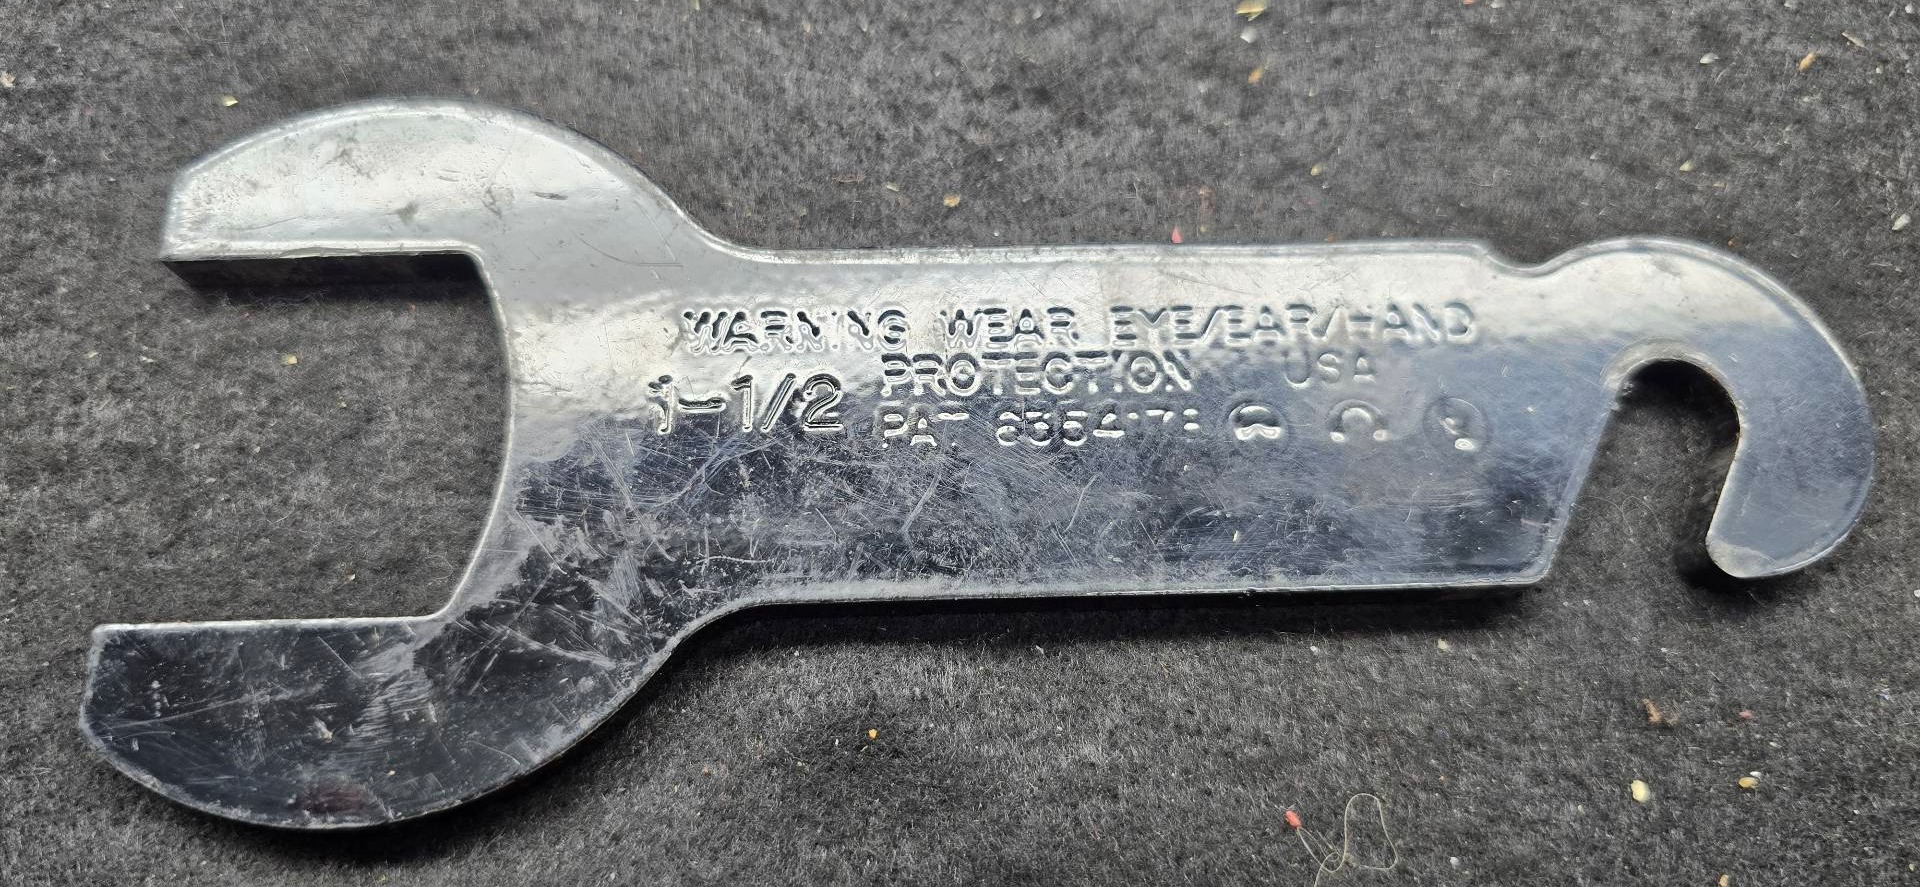 WARNING WEAR EYE/EAR/HAND
PROTECTION USA
1-1/2
PAT